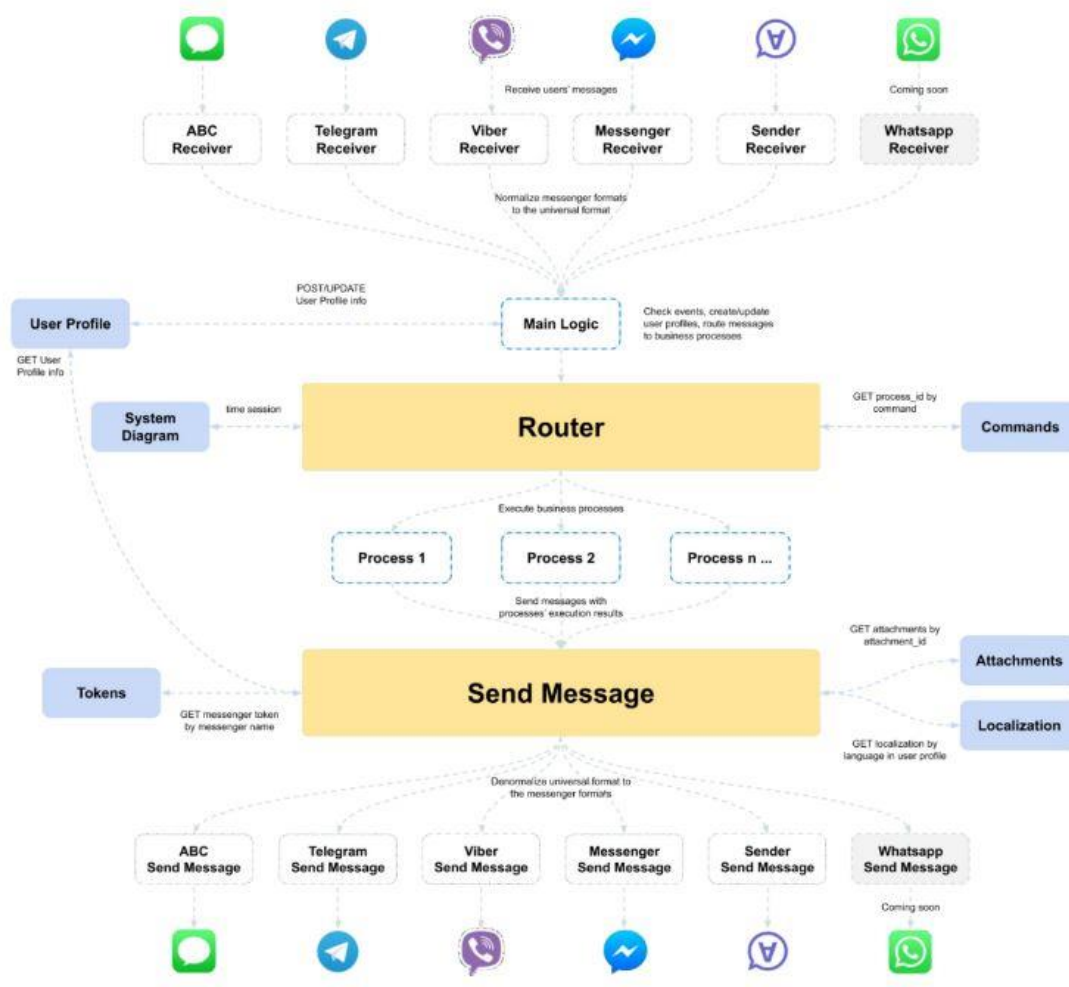 Receive users' messages
Coming soon
ABC
Receiver
Telegram
Receiver
Viber
Receiver
Messenger
Receiver
Sender
Receiver
Whatsapp
Receiver
Normalize messenger formats
to the universal format
POST/UPDATE
User Profile info
User Profile
Main Logic
Check events, create/update
user profiles, route messages
to business processes
GET User
Profile info
System
Diagram
time session
Router
GET process_id by
command
Commands
Execute business processes
Process 1
Process 2
Process n ...
Send messages with
processes' execution results
GET attachments by
attachment_id
Attachments
Tokens
GET messenger token
by messenger name
Send Message
Localization
GET localization by
language in user profile
Denormalize universal format to
the messenger formats
ABC
Send Message
Telegram
Send Message
Viber
Send Message
Messenger
Send Message
Sender
Send Message
Whatsapp
Send Message
Coming soon